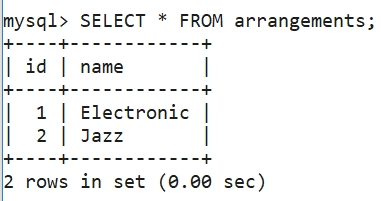 mysql> SELECT * FROM arrangements;
+----+------------+
| id | name       |
+----+------------+
|  1 | Electronic |
|  2 | Jazz       |
+----+------------+
2 rows in set (0.00 sec)